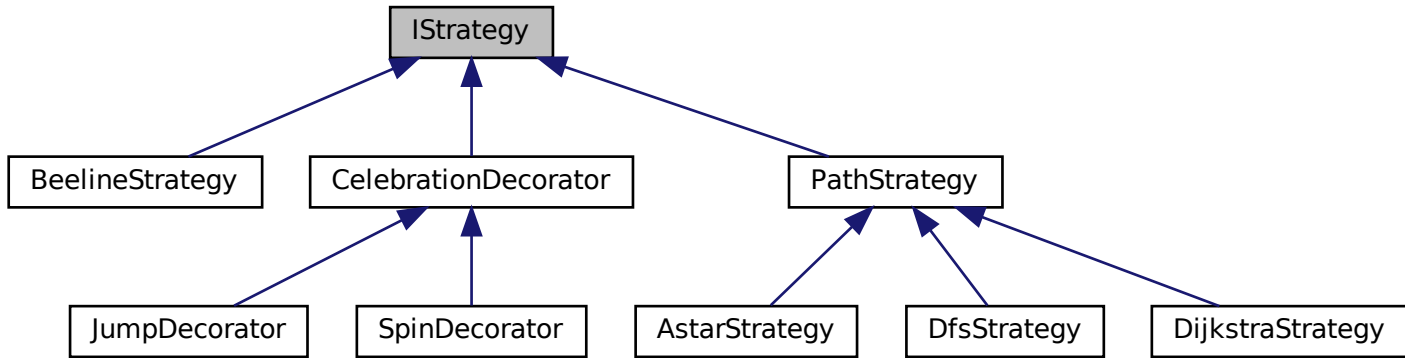 IStrategy
BeelineStrategy
CelebrationDecorator
PathStrategy
JumpDecorator
SpinDecorator
AstarStrategy
DfsStrategy
DijkstraStrategy